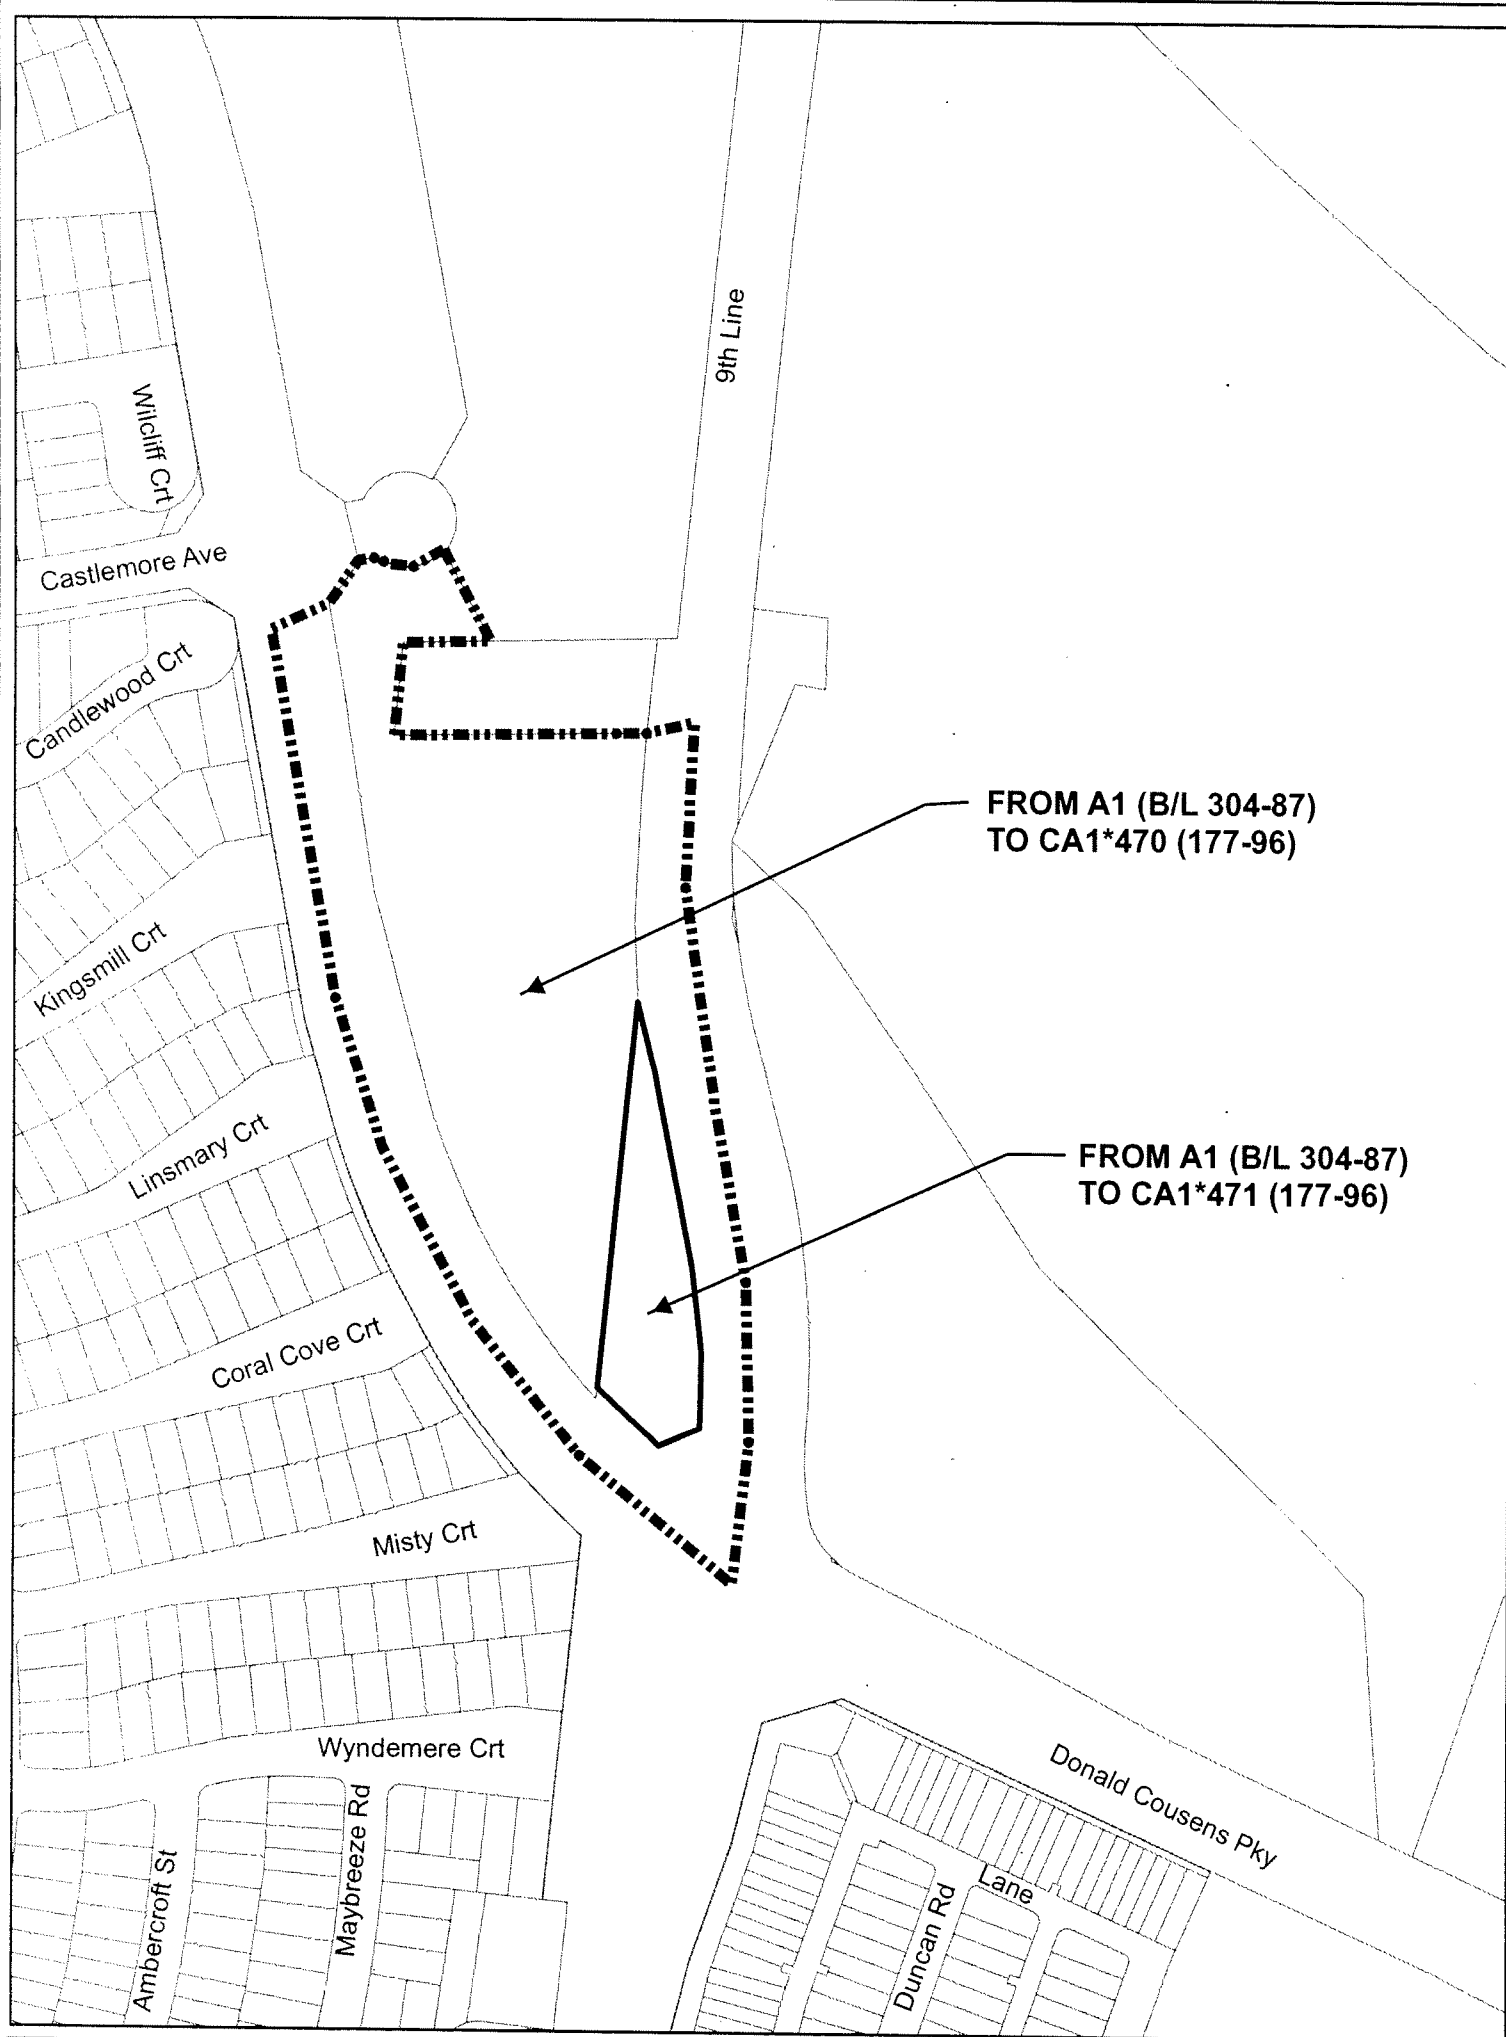 9th Line
Wilcliff Crt
Castlemore Ave
Candlewood Crt
FROM A1 (B/L 304-87)
TO CA1*470 (177-96)
Kingsmill Crt
Linsmary Crt
FROM A1 (B/L 304-87)
TO CA1*471 (177-96)
Coral Cove Crt
Misty Crt
Wyndemere Crt
Donald Cousens Pky
Maybreeze Rd
Ambercroft St
Lane
Duncan Rd